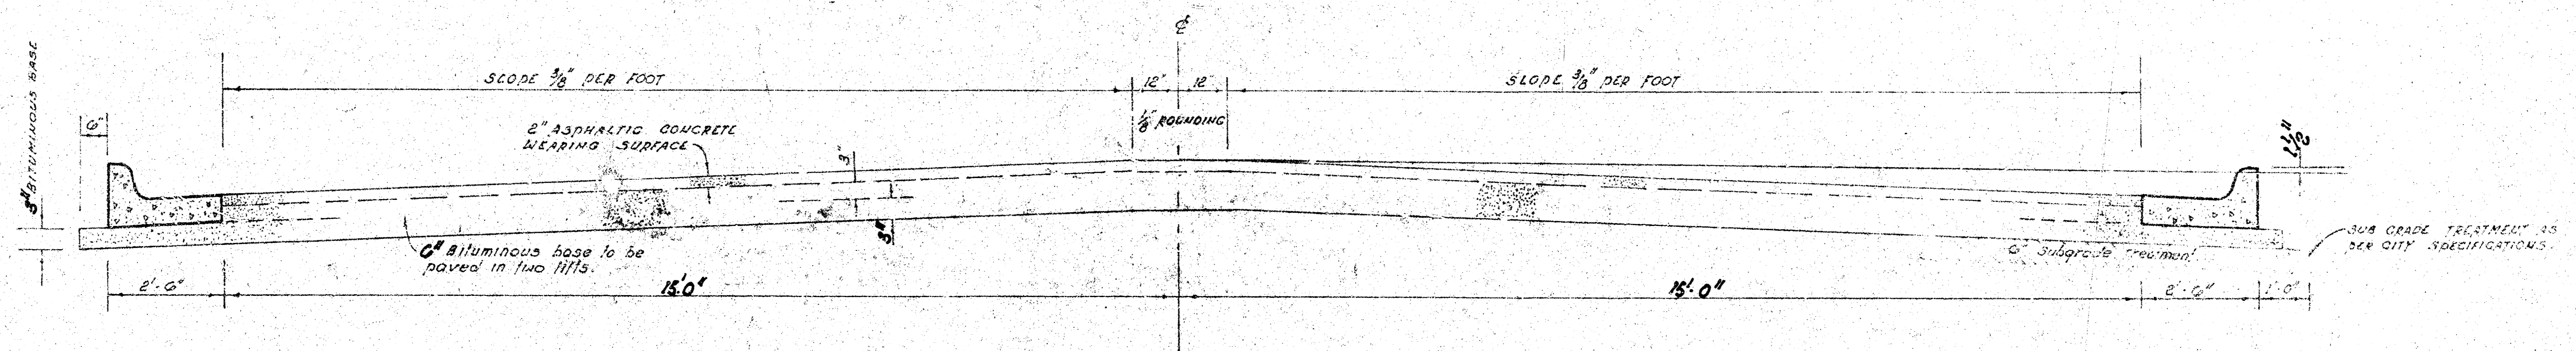 ℄
SLOPE 3/8" PER FOOT
12" 12"
SLOPE 3/8" PER FOOT
1/8" ROUNDING
3" BITUMINOUS BASE
6"
2" ASPHALTIC CONCRETE
WEARING SURFACE
3"
3"
1 1/2"
6" Bituminous base to be
paved in two lifts.
6" Subgrade treatment
SUB GRADE TREATMENT AS
PER CITY SPECIFICATIONS.
2'-6"
15'-0"
15'-0"
2'-6"
1'-0"